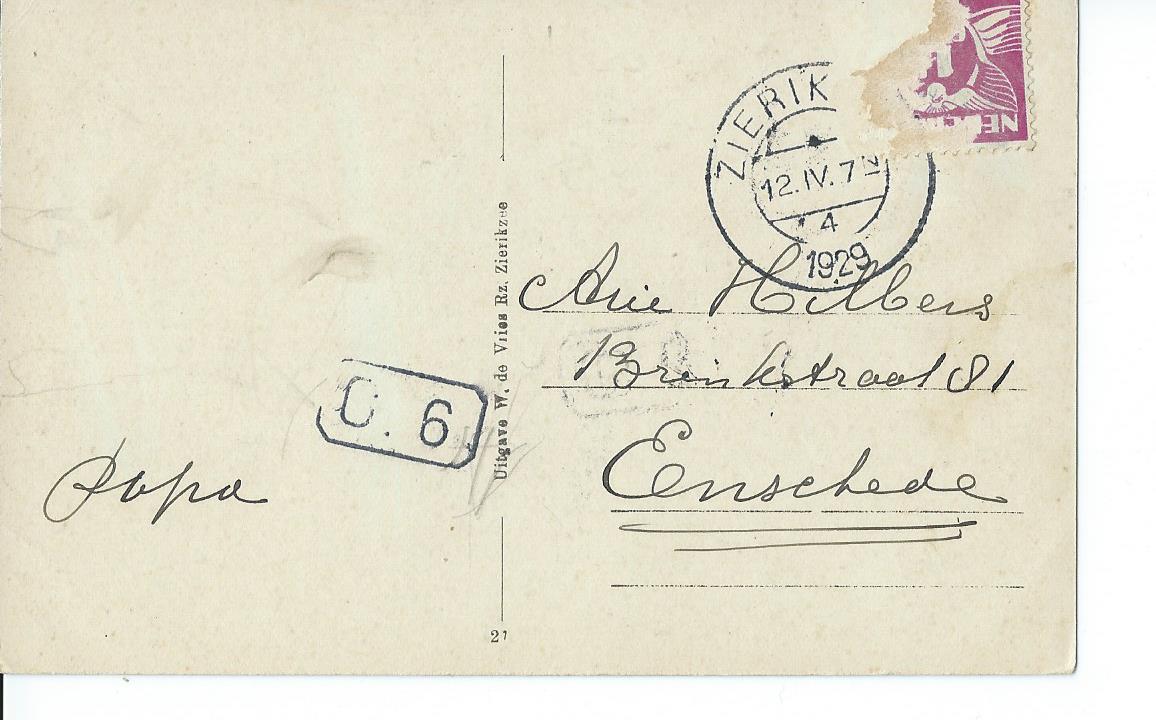 ZIERIK
12.IV.7 N
4
1929
NE
Arie Hilbers
Brinkstraat 81
Enschede
Uitgave W. de Vries Rz. Zierikzee
6
Papa
21